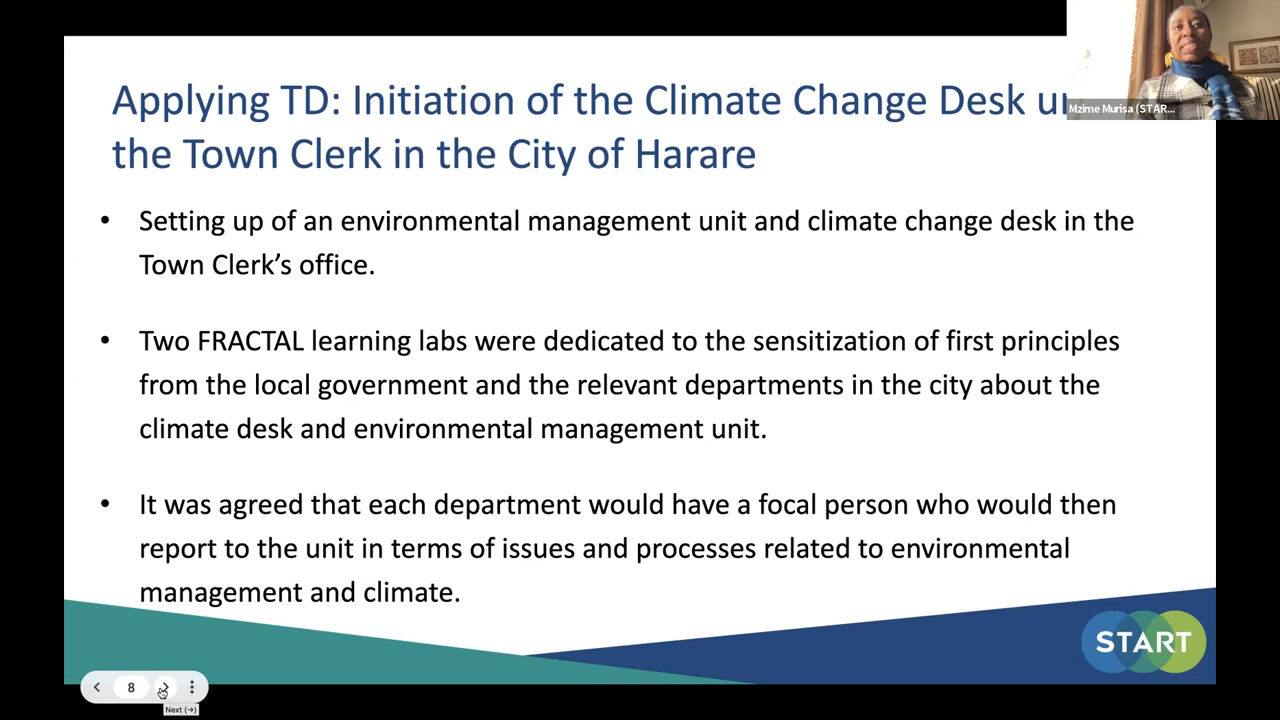 Applying TD: Initiation of the Climate Change Desk
the Town Clerk in the City of Harare
Mzime Murisa (STAR...
• Setting up of an environmental management unit and climate change desk in the
Town Clerk’s office.
• Two FRACTAL learning labs were dedicated to the sensitization of first principles
from the local government and the relevant departments in the city about the
climate desk and environmental management unit.
• It was agreed that each department would have a focal person who would then
report to the unit in terms of issues and processes related to environmental
management and climate.
START
8
Next (→)